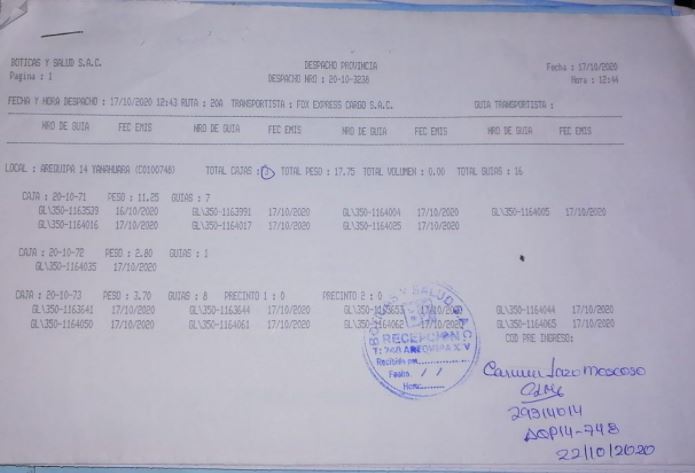 BOTICAS Y SALUD S.A.C. DESPACHO PROVINCIA Fecha : 17/10/2020
Pagina : 1 DESPACHO NRO : 20-10-3238 Hora : 12:44
FECHA Y HORA DESPACHO : 17/10/2020 12:43 RUTA : 20A TRANSPORTISTA : FOX EXPRESS CARGO S.A.C. GUIA TRANSPORTISTA :
NRO DE GUIA FEC EMIS NRO DE GUIA FEC EMIS NRO DE GUIA FEC EMIS NRO DE GUIA FEC EMIS
LOCAL : AREQUIPA 14 YANAHUARA (C0100748) TOTAL CAJAS : 3 TOTAL PESO : 17.75 TOTAL VOLUMEN : 0.00 TOTAL GUIAS : 16
CAJA : 20-10-71 PESO : 11.25 GUIAS : 7
GL\350-1163539 16/10/2020 GL\350-1163991 17/10/2020 GL\350-1164004 17/10/2020 GL\350-1164005 17/10/2020
GL\350-1164016 17/10/2020 GL\350-1164017 17/10/2020 GL\350-1164025 17/10/2020
CAJA : 20-10-72 PESO : 2.80 GUIAS : 1
GL\350-1164035 17/10/2020
CAJA : 20-10-73 PESO : 3.70 GUIAS : 8 PRECINTO 1 : 0 PRECINTO 2 : 0
GL\350-1163641 17/10/2020 GL\350-1163644 17/10/2020 GL\350-1163653 17/10/2020 GL\350-1164044 17/10/2020
GL\350-1164050 17/10/2020 GL\350-1164061 17/10/2020 GL\350-1164062 17/10/2020 GL\350-1164065 17/10/2020
COD PRE INGRESO:
BOTICAS Y SALUD S.A.C.
RECEPCION
T: 748 AREQUIPA XIV
Recibido por
Fecha. / /
Hora:
Carmen Lazo Moscoso
29314014
AQP14-748
22/10/2020